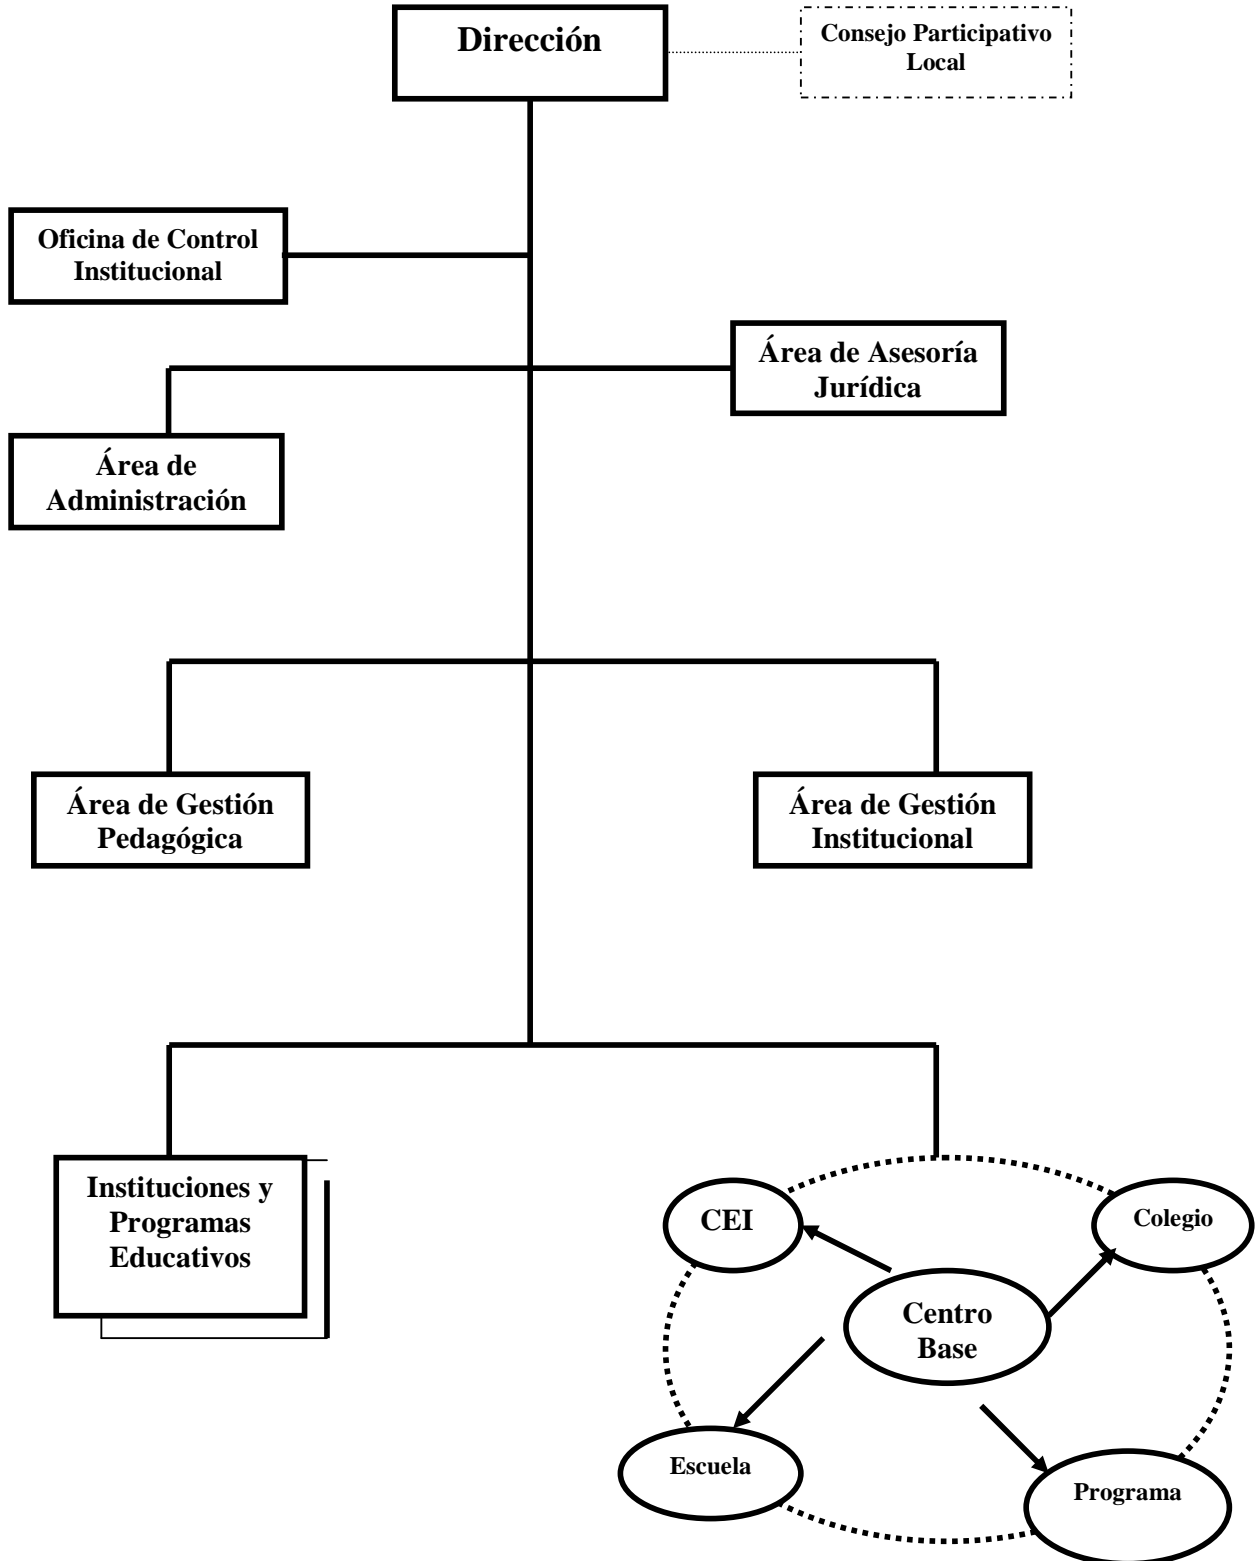 Dirección
Consejo Participativo
Local
Oficina de Control
Institucional
Área de Asesoría
Jurídica
Área de
Administración
Área de Gestión
Pedagógica
Área de Gestión
Institucional
Instituciones y
Programas
Educativos
CEI
Colegio
Centro
Base
Escuela
Programa